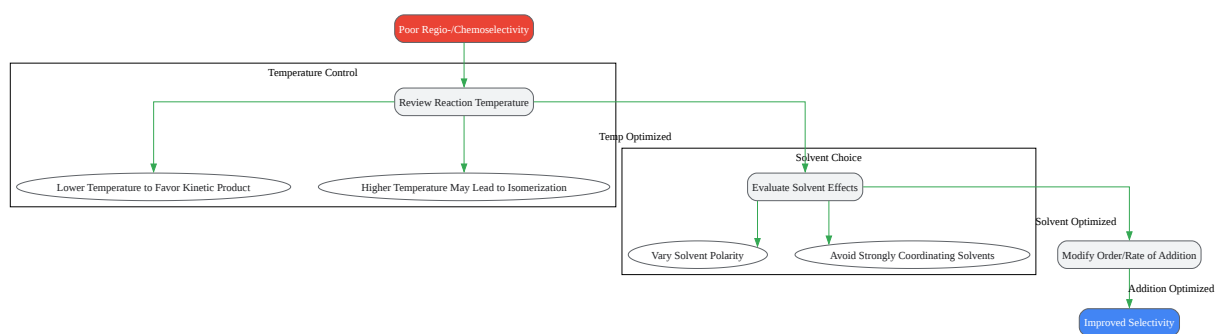 Poor Regio-/Chemoselectivity
Temperature Control
Review Reaction Temperature
Temp Optimized
Solvent Choice
Lower Temperature to Favor Kinetic Product
Higher Temperature May Lead to Isomerization
Evaluate Solvent Effects
Solvent Optimized
Vary Solvent Polarity
Avoid Strongly Coordinating Solvents
Modify Order/Rate of Addition
Addition Optimized
Improved Selectivity